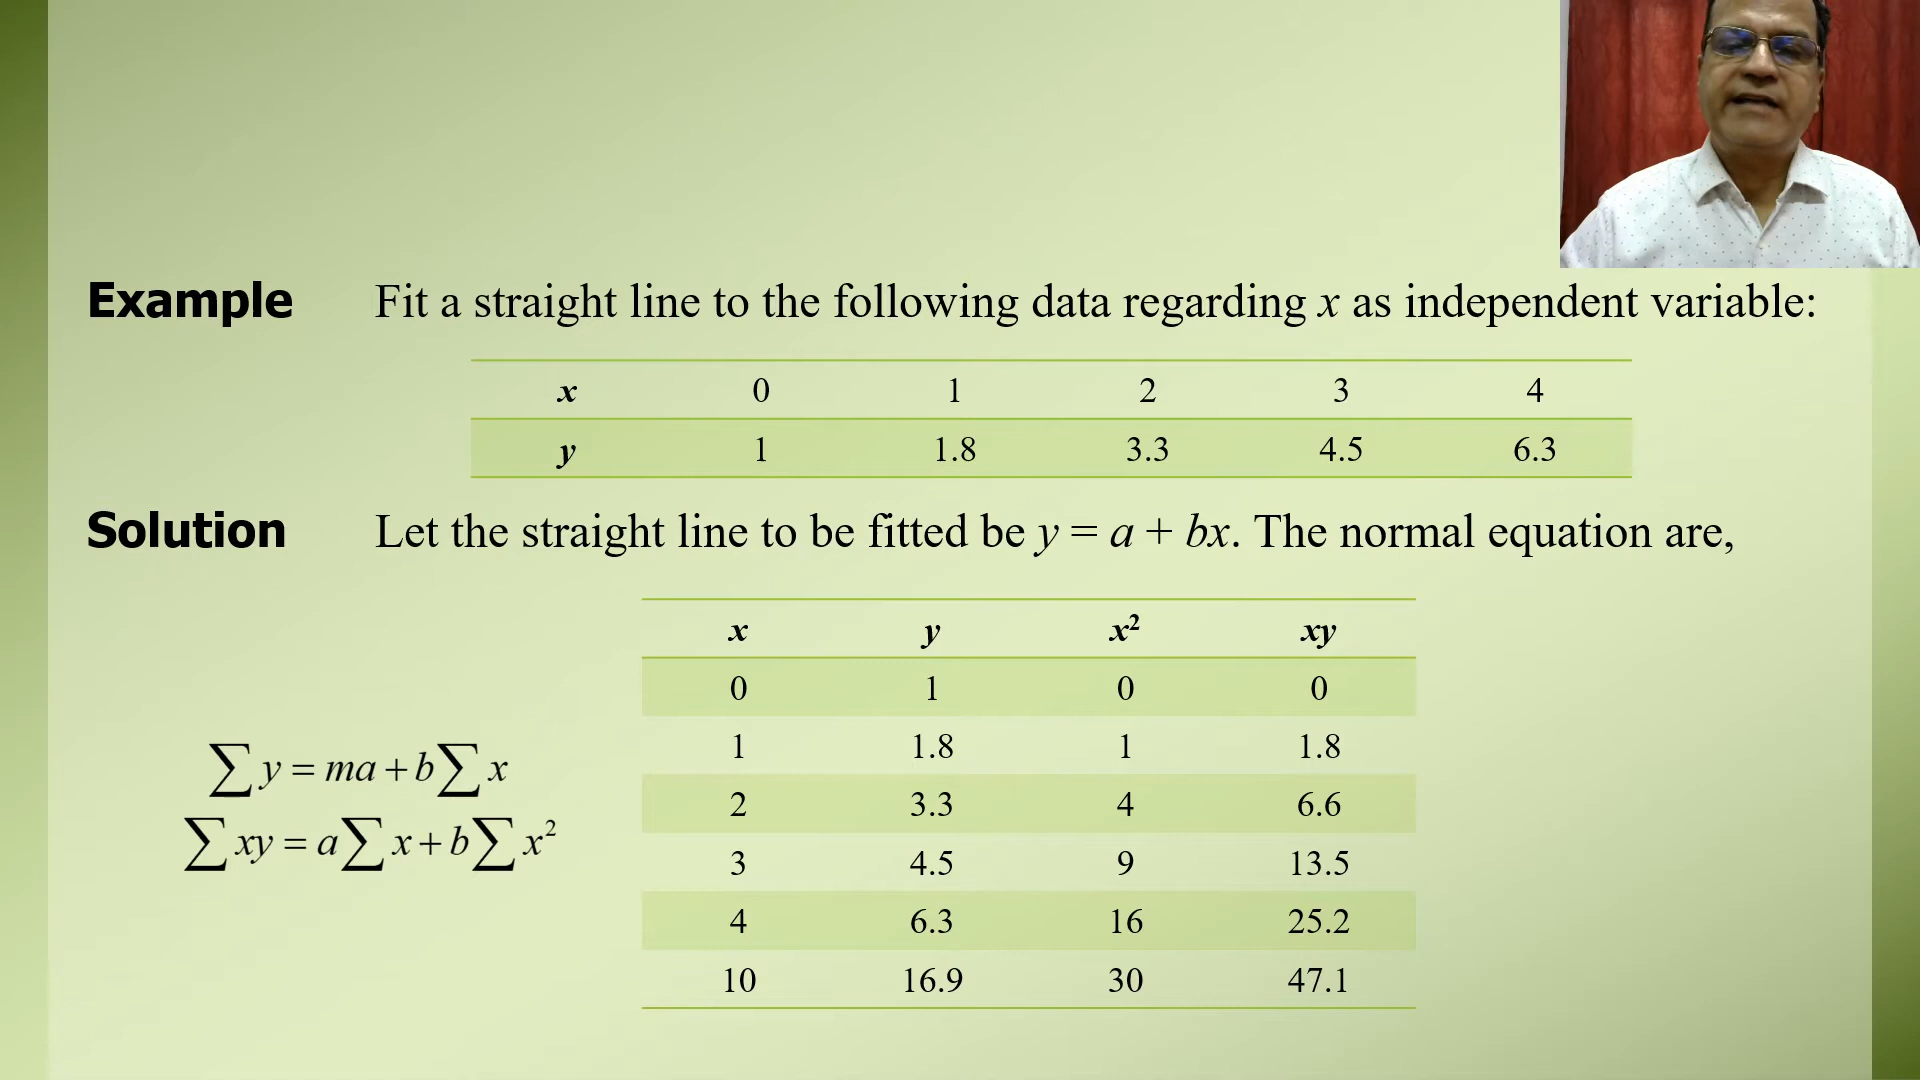 Example Fit a straight line to the following data regarding x as independent variable:
x 0 1 2 3 4
y 1 1.8 3.3 4.5 6.3
Solution Let the straight line to be fitted be y = a + bx. The normal equation are,
∑ y = ma + b∑ x
∑ xy = a∑ x + b∑ x²
x y x² xy
0 1 0 0
1 1.8 1 1.8
2 3.3 4 6.6
3 4.5 9 13.5
4 6.3 16 25.2
10 16.9 30 47.1